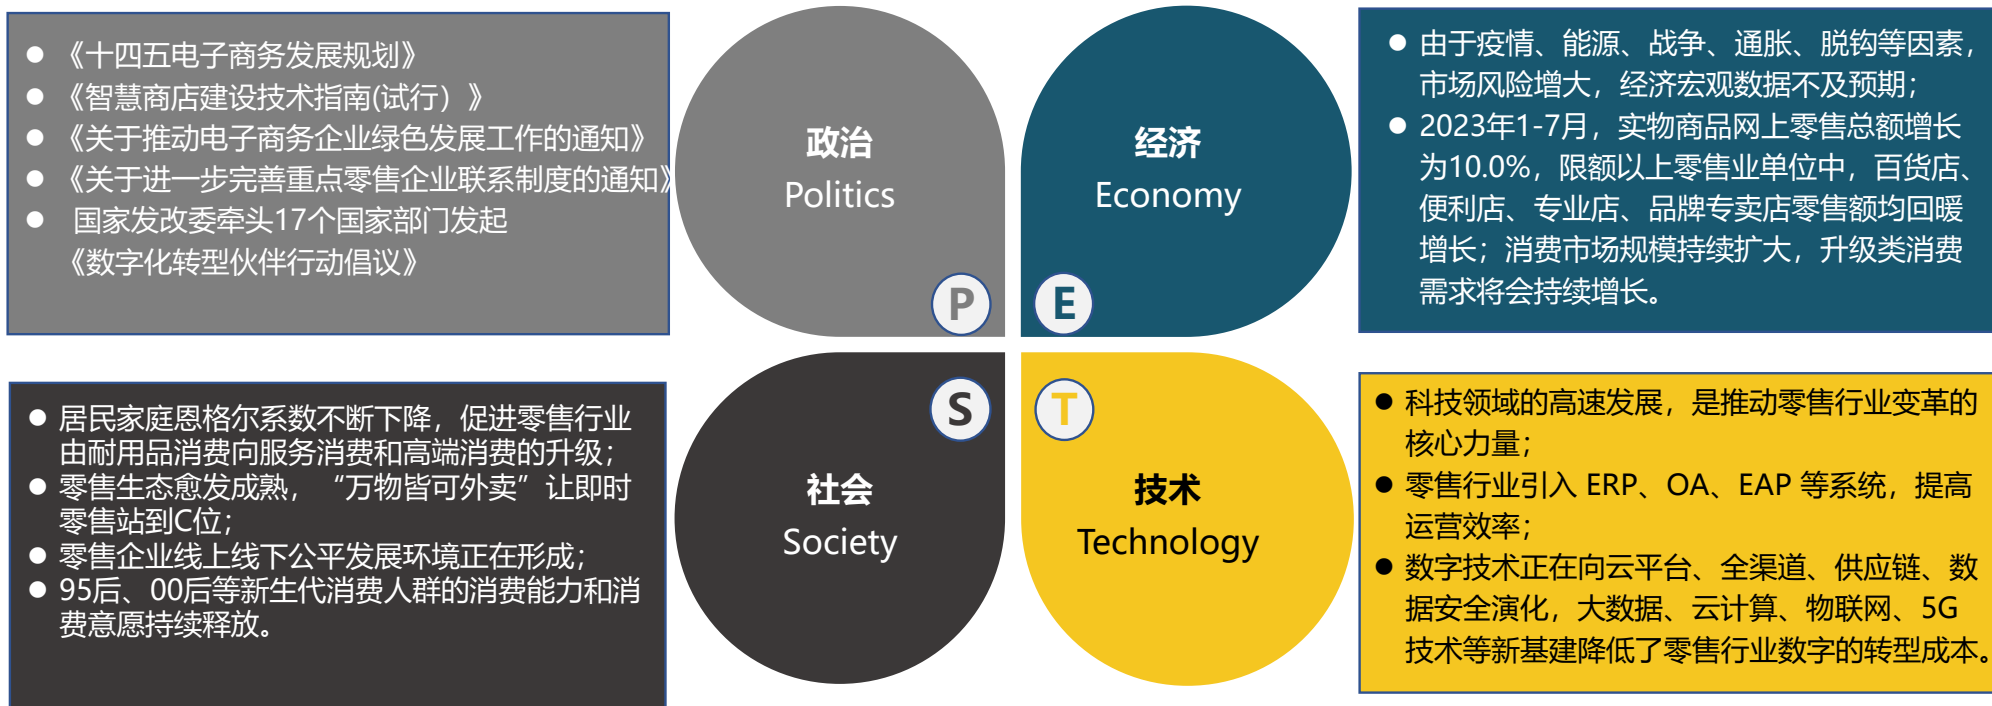 《十四五电子商务发展规划》
《智慧商店建设技术指南(试行）》
《关于推动电子商务企业绿色发展工作的通知》
《关于进一步完善重点零售企业联系制度的通知》
国家发改委牵头17个国家部门发起
《数字化转型伙伴行动倡议》
政治
Politics
P
经济
Economy
E
由于疫情、能源、战争、通胀、脱钩等因素，
市场风险增大，经济宏观数据不及预期；
2023年1-7月，实物商品网上零售总额增长
为10.0%，限额以上零售业单位中，百货店、
便利店、专业店、品牌专卖店零售额均回暖
增长；消费市场规模持续扩大，升级类消费
需求将会持续增长。
居民家庭恩格尔系数不断下降，促进零售行业
由耐用品消费向服务消费和高端消费的升级；
零售生态愈发成熟，“万物皆可外卖”让即时
零售站到C位；
零售企业线上线下公平发展环境正在形成；
95后、00后等新生代消费人群的消费能力和消
费意愿持续释放。
S
社会
Society
T
技术
Technology
科技领域的高速发展，是推动零售行业变革的
核心力量；
零售行业引入 ERP、OA、EAP 等系统，提高
运营效率；
数字技术正在向云平台、全渠道、供应链、数
据安全演化，大数据、云计算、物联网、5G
技术等新基建降低了零售行业数字的转型成本。